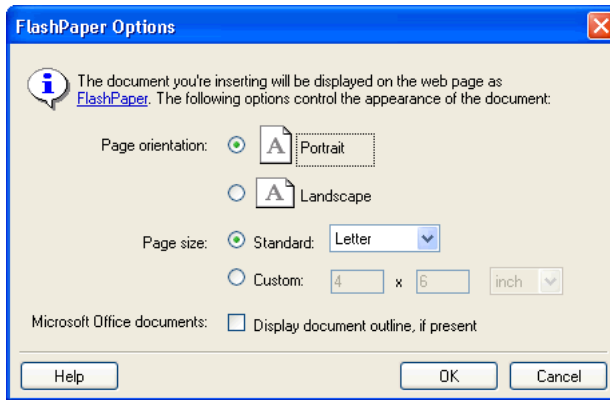 FlashPaper Options
The document you're inserting will be displayed on the web page as
FlashPaper. The following options control the appearance of the document:
Page orientation: A Portrait
A Landscape
Page size: Standard: Letter
Custom: 4 x 6 inch
Microsoft Office documents: Display document outline, if present
Help OK Cancel